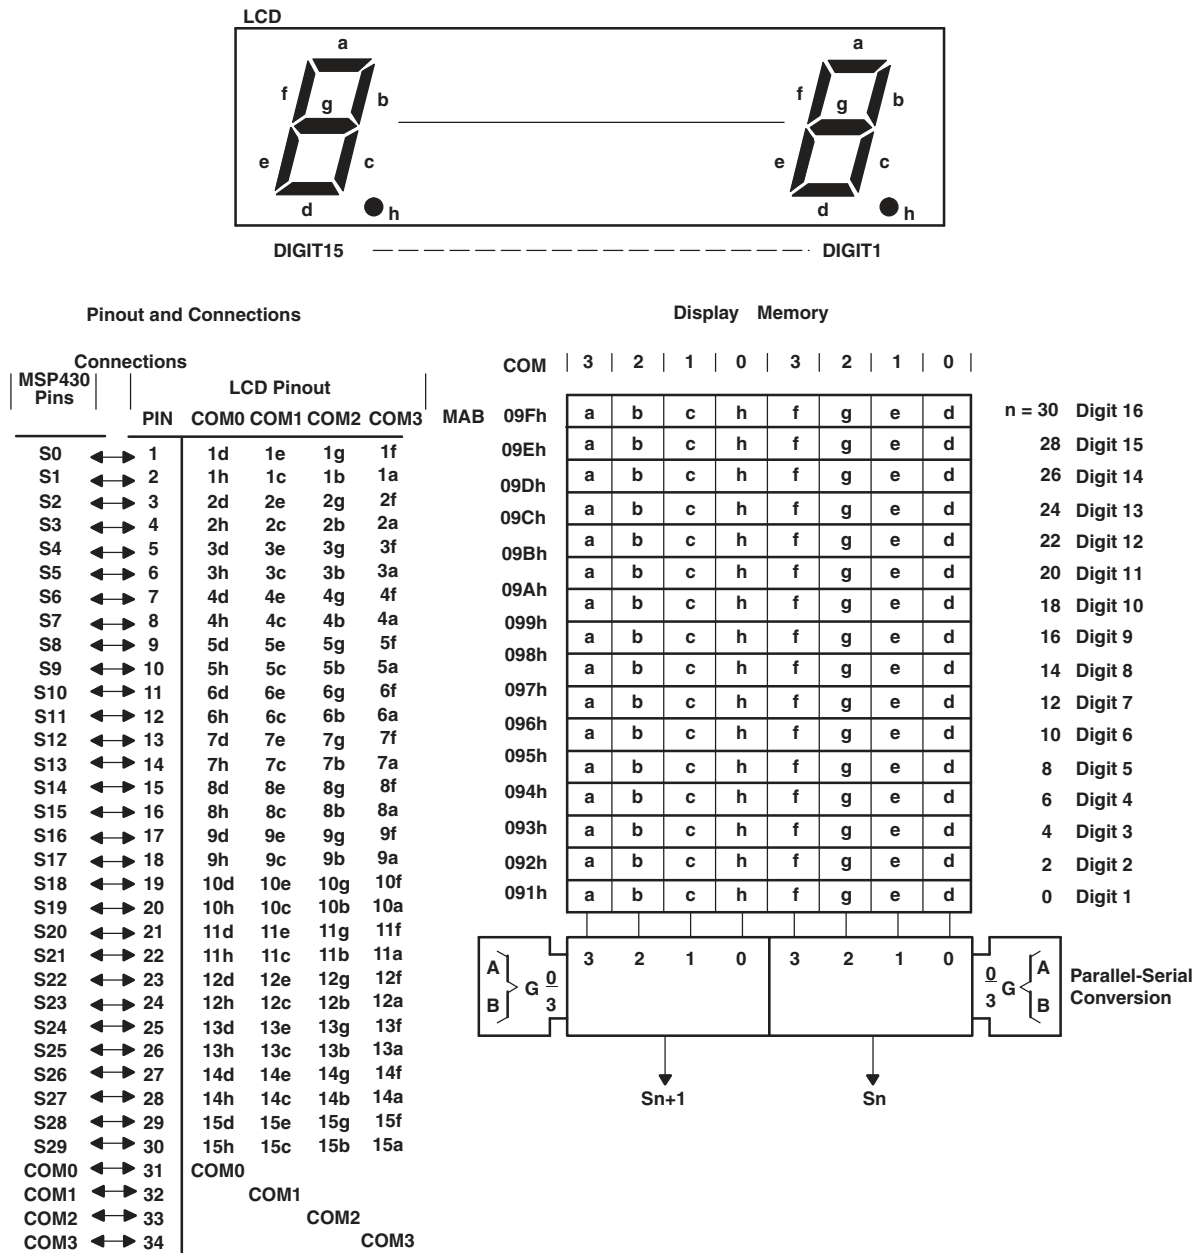 LCD
a a
f g b f g b
e c e c
d h d h
DIGIT15 DIGIT1
Pinout and Connections
Connections
MSP430 Pins
LCD Pinout
PIN COM0 COM1 COM2 COM3
S0 1 1d 1e 1g 1f
S1 2 1h 1c 1b 1a
S2 3 2d 2e 2g 2f
S3 4 2h 2c 2b 2a
S4 5 3d 3e 3g 3f
S5 6 3h 3c 3b 3a
S6 7 4d 4e 4g 4f
S7 8 4h 4c 4b 4a
S8 9 5d 5e 5g 5f
S9 10 5h 5c 5b 5a
S10 11 6d 6e 6g 6f
S11 12 6h 6c 6b 6a
S12 13 7d 7e 7g 7f
S13 14 7h 7c 7b 7a
S14 15 8d 8e 8g 8f
S15 16 8h 8c 8b 8a
S16 17 9d 9e 9g 9f
S17 18 9h 9c 9b 9a
S18 19 10d 10e 10g 10f
S19 20 10h 10c 10b 10a
S20 21 11d 11e 11g 11f
S21 22 11h 11c 11b 11a
S22 23 12d 12e 12g 12f
S23 24 12h 12c 12b 12a
S24 25 13d 13e 13g 13f
S25 26 13h 13c 13b 13a
S26 27 14d 14e 14g 14f
S27 28 14h 14c 14b 14a
S28 29 15d 15e 15g 15f
S29 30 15h 15c 15b 15a
COM0 31 COM0
COM1 32 COM1
COM2 33 COM2
COM3 34 COM3
Display Memory
COM 3 2 1 0 3 2 1 0
MAB 09Fh a b c h f g e d n = 30 Digit 16
09Eh a b c h f g e d 28 Digit 15
09Dh a b c h f g e d 26 Digit 14
09Ch a b c h f g e d 24 Digit 13
09Bh a b c h f g e d 22 Digit 12
09Ah a b c h f g e d 20 Digit 11
099h a b c h f g e d 18 Digit 10
098h a b c h f g e d 16 Digit 9
097h a b c h f g e d 14 Digit 8
096h a b c h f g e d 12 Digit 7
095h a b c h f g e d 10 Digit 6
094h a b c h f g e d 8 Digit 5
093h a b c h f g e d 6 Digit 4
092h a b c h f g e d 4 Digit 3
091h a b c h f g e d 2 Digit 2
a b c h f g e d 0 Digit 1
A B G 0 3 3 2 1 0 3 2 1 0 0 3 G A B
Parallel-Serial
Conversion
Sn+1 Sn